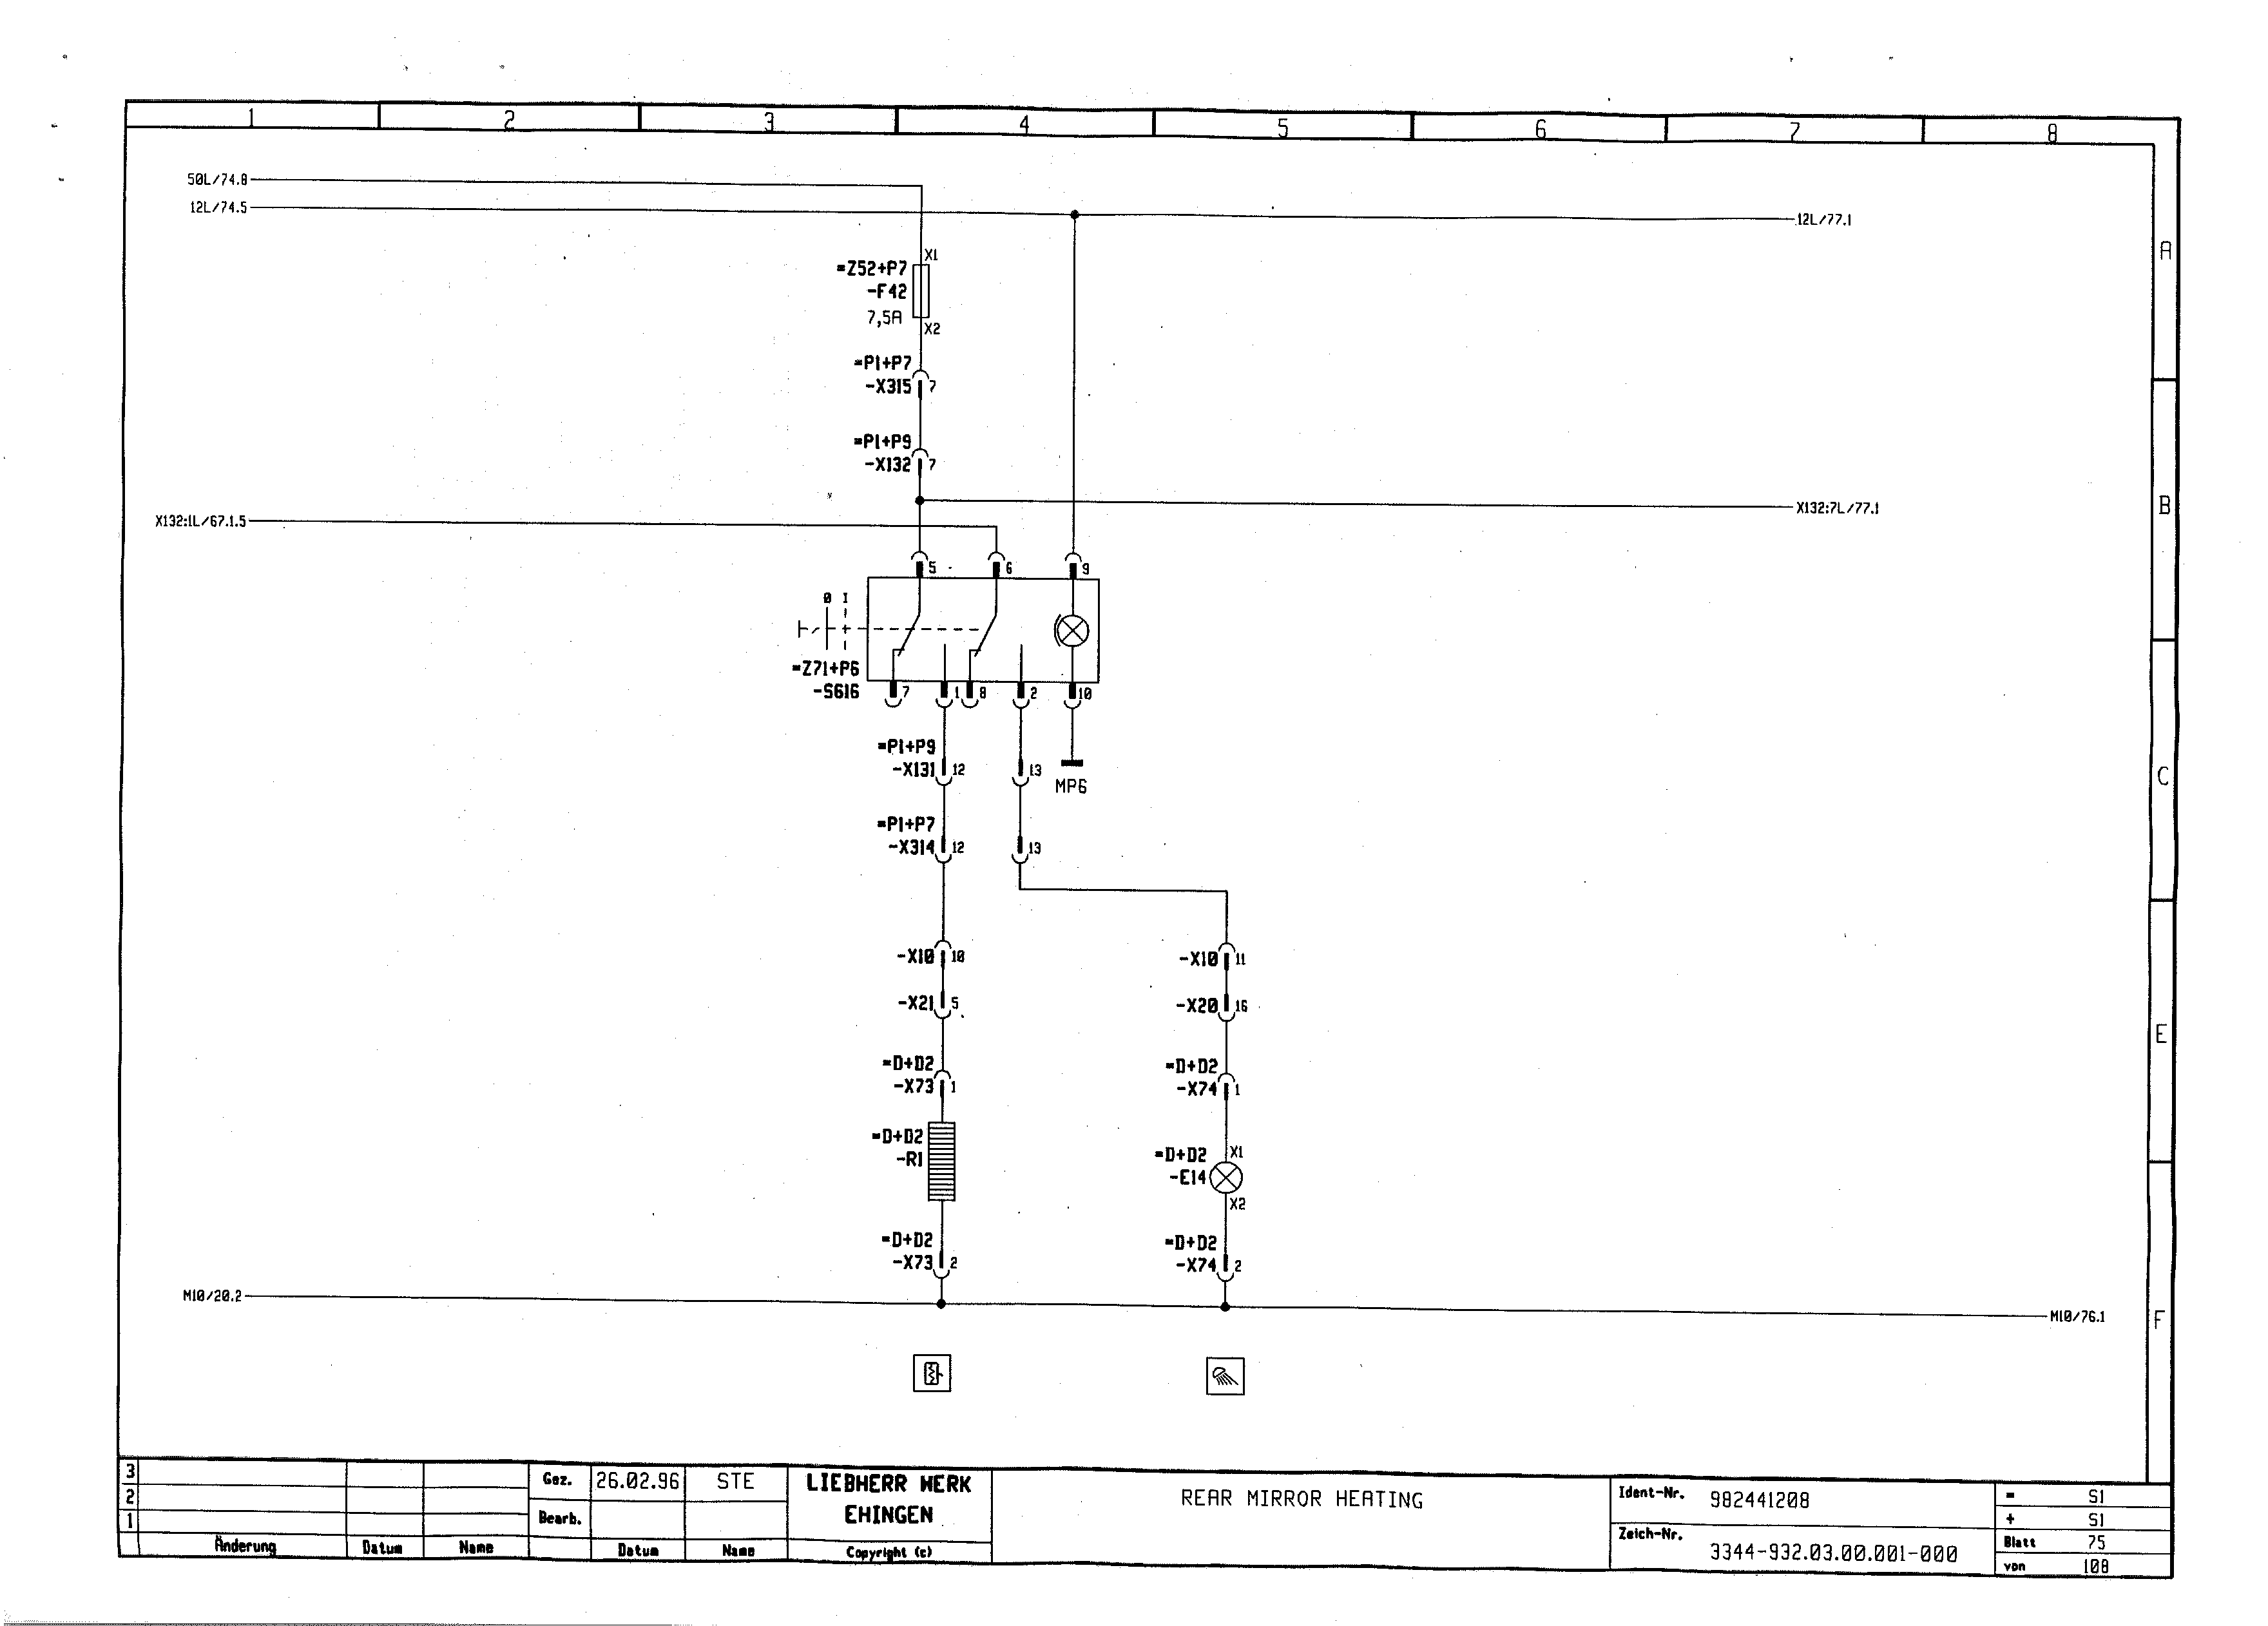 1 2 3 4 5 6 7 8
50L/74.8
12L/74.5
12L/77.1
A
X1
=Z52+P7
-F42
7,5A
X2
=P1+P7
-X315 7
=P1+P9
-X132 7
B
X132:1L/67.1.5
X132:7L/77.1
5 6 9
0 I
=Z71+P6
-S616
7 1 8 2 10
=P1+P9
-X131 12 13
MP6
C
=P1+P7
-X314 12 13
-X10 10
-X10 11
-X21 5
-X20 16
E
=D+D2
-X73 1
=D+D2
-X74 1
=D+D2
-R1
=D+D2 X1
-E14
X2
=D+D2
-X73 2
=D+D2
-X74 2
M10/20.2
M10/76.1
F
3
2
1
Änderung Datum Name
Gez. 26.02.96 STE
Bearb.
Datum Name
LIEBHERR WERK
EHINGEN
Copyright (c)
REAR MIRROR HEATING
Ident-Nr. 982441208
Zeich-Nr. 3344-932.03.00.001-000
= S1
+ S1
Blatt 75
von 108